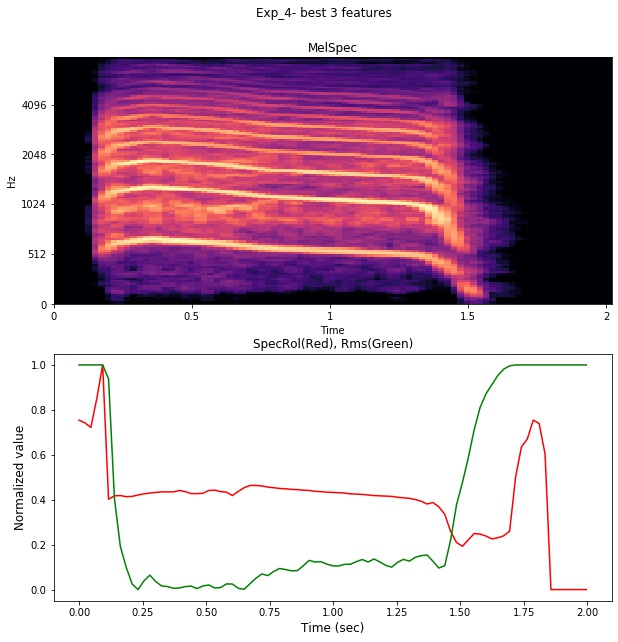 Exp_4- best 3 features
MelSpec
4096
2048
1024
512
0
Hz
0 0.5 1 1.5 2
Time
SpecRol(Red), Rms(Green)
1.0
0.8
0.6
0.4
0.2
0.0
Normalized value
0.00 0.25 0.50 0.75 1.00 1.25 1.50 1.75 2.00
Time (sec)